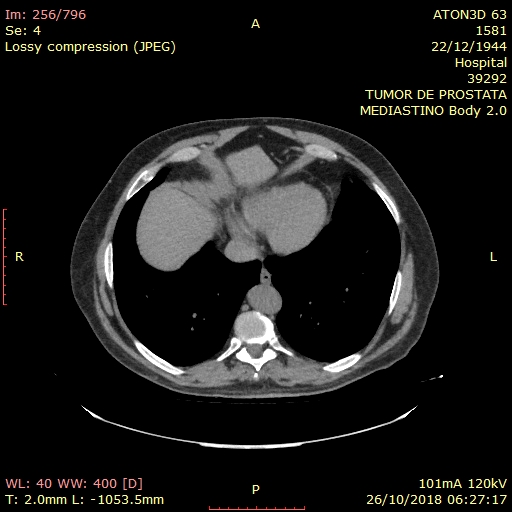 Im: 256/796
Se: 4
Lossy compression (JPEG)
A
ATON3D 63
1581
22/12/1944
Hospital
39292
TUMOR DE PROSTATA
MEDIASTINO Body 2.0
R
L
WL: 40 WW: 400 [D]
T: 2.0mm L: -1053.5mm
P
101mA 120kV
26/10/2018 06:27:17